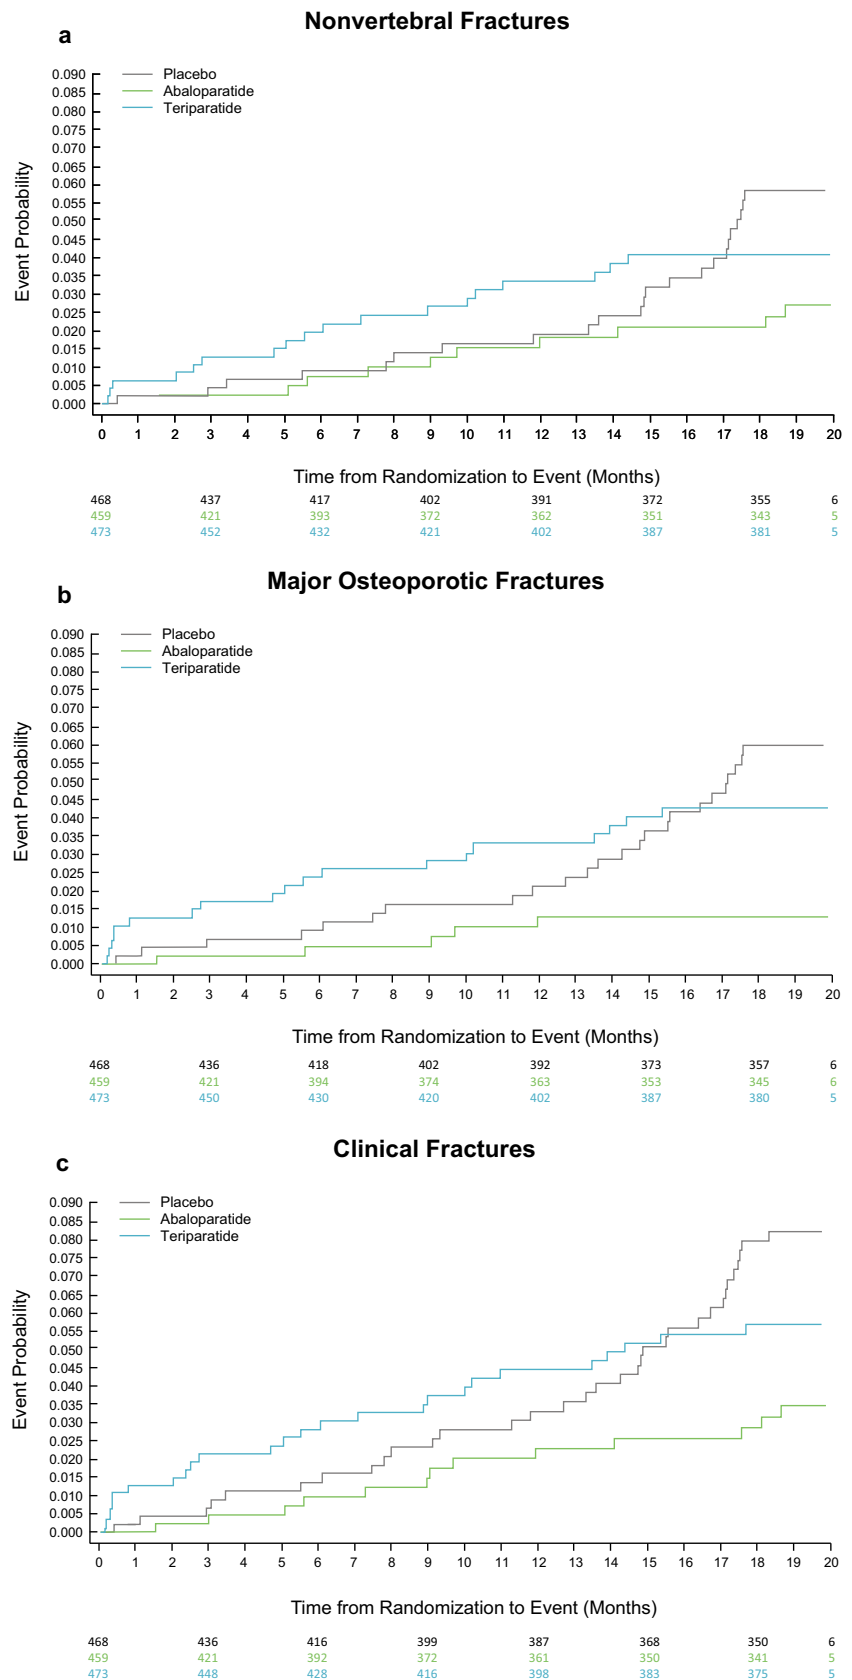 Nonvertebral Fractures
a
Placebo
Abaloparatide
Teriparatide
Event Probability
0.090
0.085
0.080
0.075
0.070
0.065
0.060
0.055
0.050
0.045
0.040
0.035
0.030
0.025
0.020
0.015
0.010
0.005
0.000
0 1 2 3 4 5 6 7 8 9 10 11 12 13 14 15 16 17 18 19 20
Time from Randomization to Event (Months)
468 437 417 402 391 372 355 6
459 421 393 372 362 351 343 5
473 452 432 421 402 387 381 5
Major Osteoporotic Fractures
b
Placebo
Abaloparatide
Teriparatide
Event Probability
0.090
0.085
0.080
0.075
0.070
0.065
0.060
0.055
0.050
0.045
0.040
0.035
0.030
0.025
0.020
0.015
0.010
0.005
0.000
0 1 2 3 4 5 6 7 8 9 10 11 12 13 14 15 16 17 18 19 20
Time from Randomization to Event (Months)
468 436 418 402 392 373 357 6
459 421 394 374 363 353 345 6
473 450 430 420 402 387 380 5
Clinical Fractures
c
Placebo
Abaloparatide
Teriparatide
Event Probability
0.090
0.085
0.080
0.075
0.070
0.065
0.060
0.055
0.050
0.045
0.040
0.035
0.030
0.025
0.020
0.015
0.010
0.005
0.000
0 1 2 3 4 5 6 7 8 9 10 11 12 13 14 15 16 17 18 19 20
Time from Randomization to Event (Months)
468 436 416 399 387 368 350 6
459 421 392 372 361 350 341 5
473 448 428 416 398 383 375 5